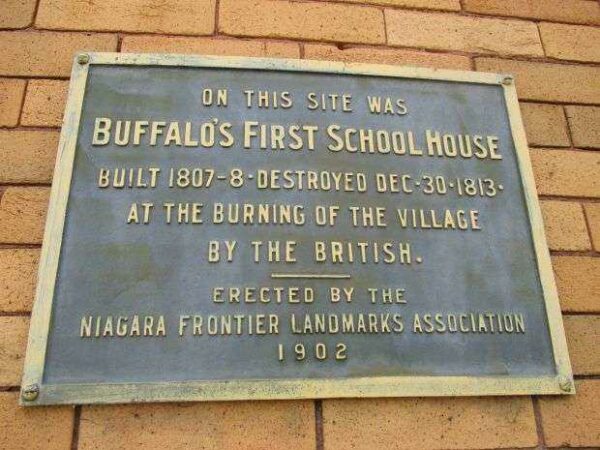 ON THIS SITE WAS
BUFFALO'S FIRST SCHOOL HOUSE
BUILT 1807-8·DESTROYED DEC·30·1813·
AT THE BURNING OF THE VILLAGE
BY THE BRITISH.
ERECTED BY THE
NIAGARA FRONTIER LANDMARKS ASSOCIATION
1902